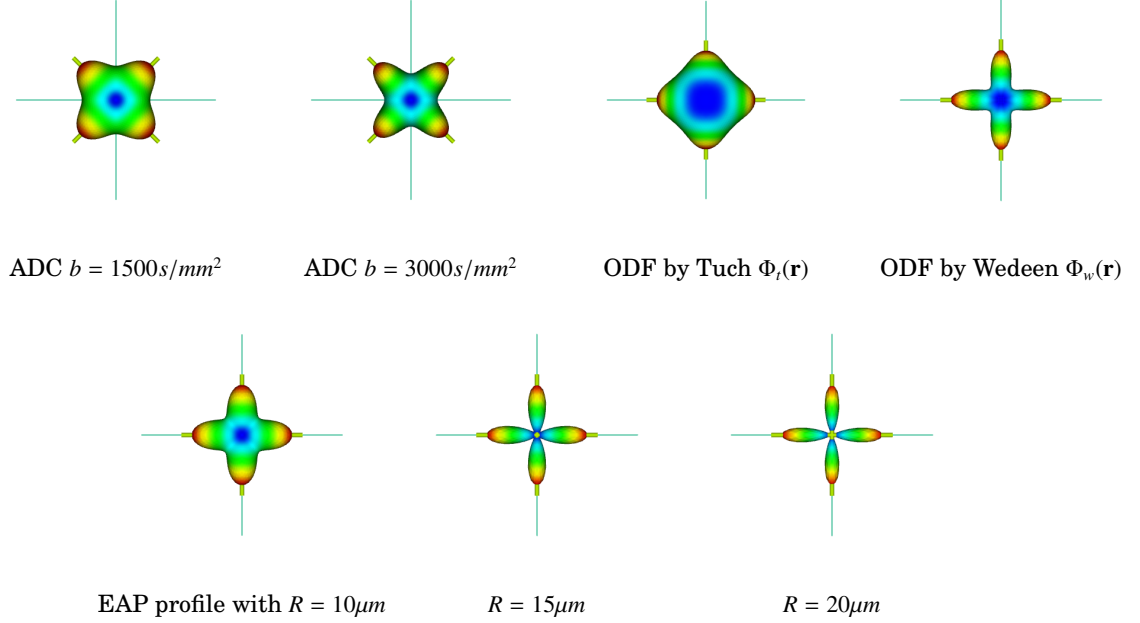 ADC b = 1500s/mm² ADC b = 3000s/mm² ODF by Tuch Φₜ(r) ODF by Wedeen Φ_w(r)
EAP profile with R = 10μm R = 15μm R = 20μm